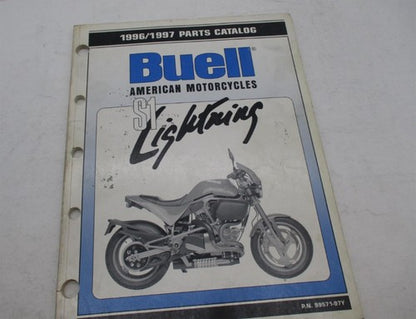 1996/1997 PARTS CATALOG
Buell®
AMERICAN MOTORCYCLES
S1
Lightning
P.N. 99571-97Y